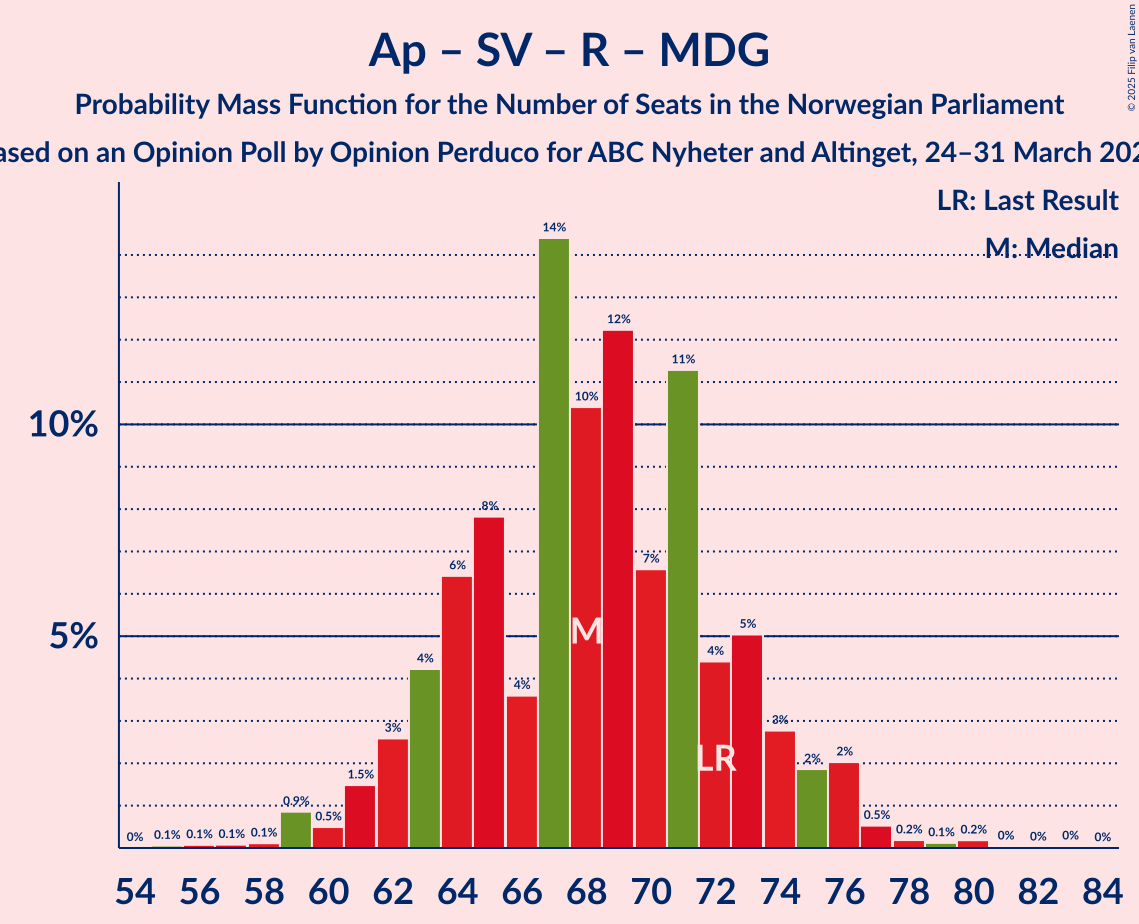 © 2025 Filip van Laenen
Ap – SV – R – MDG
Probability Mass Function for the Number of Seats in the Norwegian Parliament
ased on an Opinion Poll by Opinion Perduco for ABC Nyheter and Altinget, 24–31 March 202
LR: Last Result
M: Median
14%
12%
11%
10%
10%
8%
7%
6%
5%
5%
M
4%
4%
4%
3%
3%
LR
2%
2%
1.5%
0.9%
0.5%
0.5%
0% 0.1% 0.1% 0.1% 0.1%
0.2% 0.1% 0.2% 0% 0% 0% 0%
54 56 58 60 62 64 66 68 70 72 74 76 78 80 82 84